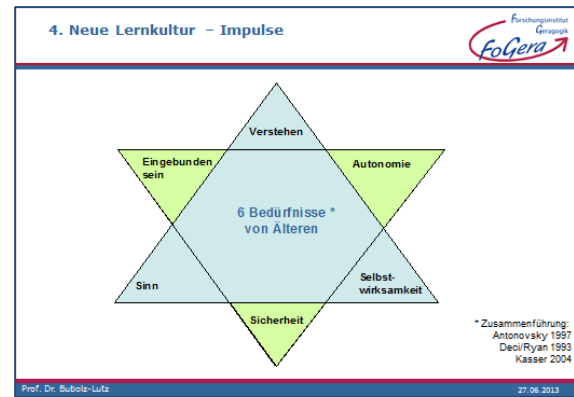 4. Neue Lernkultur – Impulse
Forschungsinstitut
Geragogik
FoGera
Verstehen
Eingebunden
sein
Autonomie
6 Bedürfnisse *
von Älteren
Sinn
Selbst-
wirksamkeit
Sicherheit
* Zusammenführung:
Antonovsky 1997
Deci/Ryan 1993
Kasser 2004
Prof. Dr. Bubolz-Lutz
27.06.2013